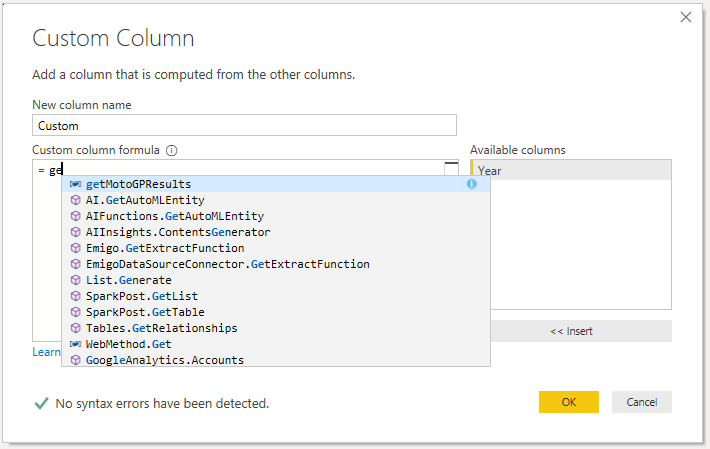 Custom Column
Add a column that is computed from the other columns.
New column name
Custom
Custom column formula
Available columns
= ge
Year
getMotoGPResults
AI.GetAutoMLEntity
AIFunctions.GetAutoMLEntity
AIInsights.ContentsGenerator
Emigo.GetExtractFunction
EmigoDataSourceConnector.GetExtractFunction
List.Generate
SparkPost.GetList
SparkPost.GetTable
Tables.GetRelationships
WebMethod.Get
GoogleAnalytics.Accounts
<< Insert
Learn
No syntax errors have been detected.
OK
Cancel